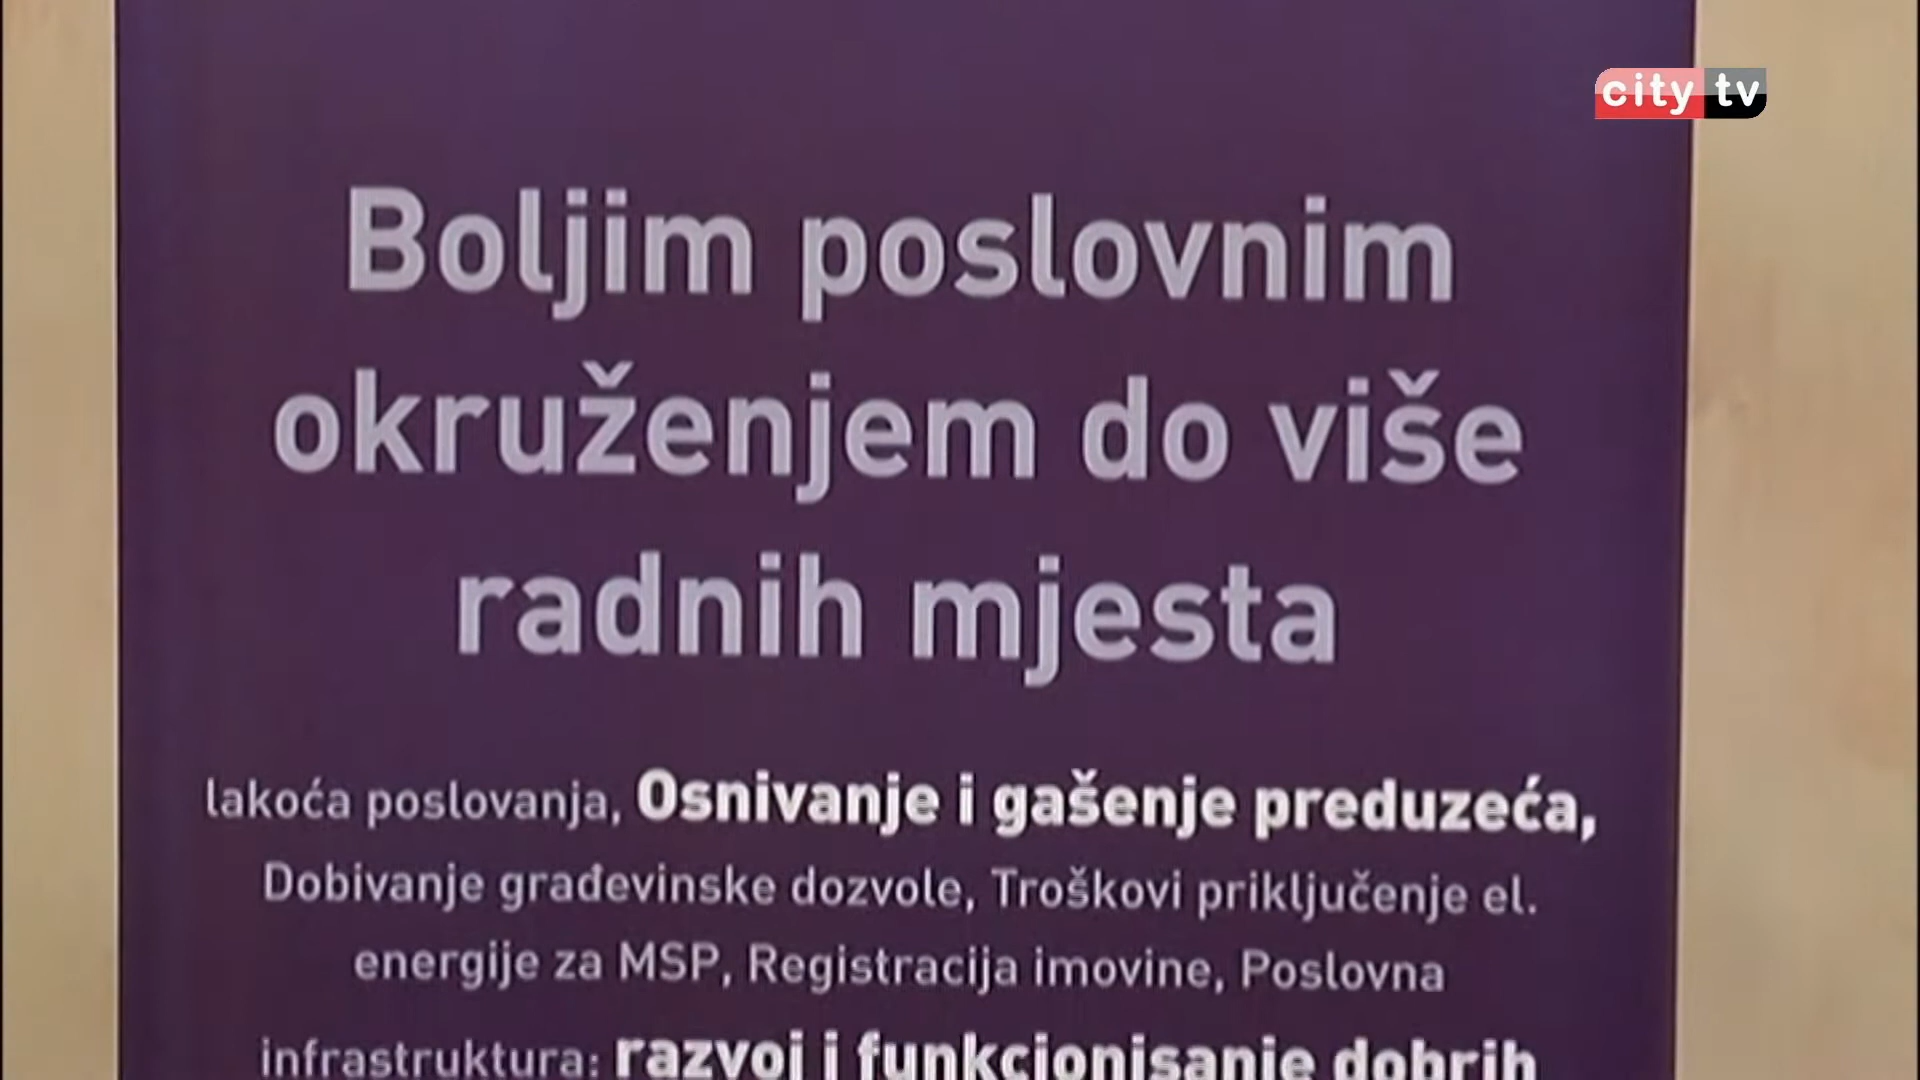 city tv
Boljim poslovnim
okruženjem do više
radnih mjesta
lakoća poslovanja, Osnivanje i gašenje preduzeća,
Dobivanje građevinske dozvole, Troškovi priključenje el.
energije za MSP, Registracija imovine, Poslovna
infrastruktura: razvoj i funkcionisanje dobrih